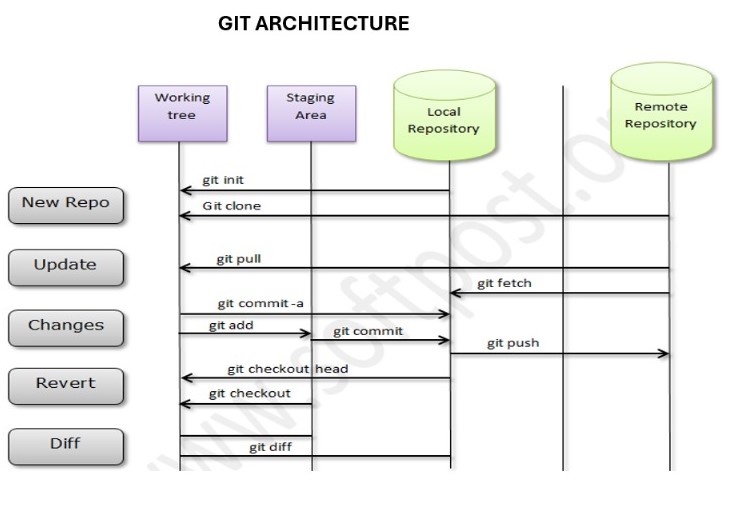 GIT ARCHITECTURE
Working
tree
Staging
Area
Local
Repository
Remote
Repository
git init
New Repo
Git clone
git pull
Update
git fetch
git commit -a
Changes
git add
git commit
git push
git checkout head
Revert
git checkout
Diff
git diff
www.softpost.o